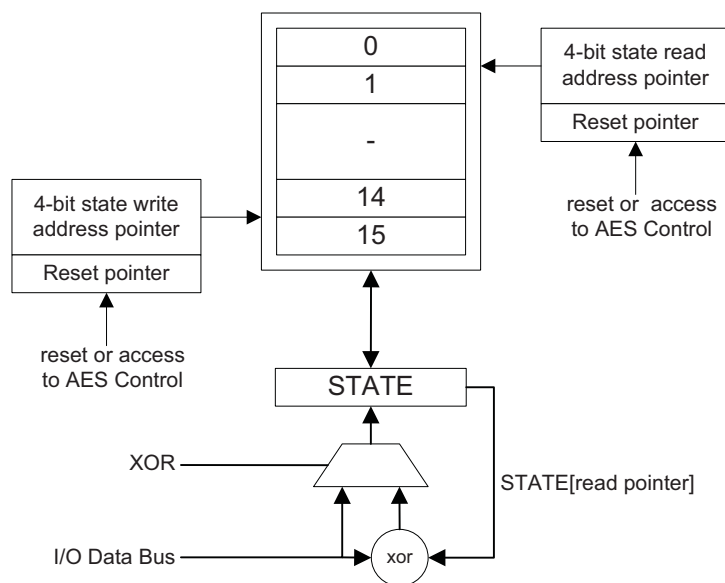 0
1
-
14
15
4-bit state read
address pointer
Reset pointer
reset or access
to AES Control
4-bit state write
address pointer
Reset pointer
reset or access
to AES Control
STATE
XOR
STATE[read pointer]
I/O Data Bus
xor